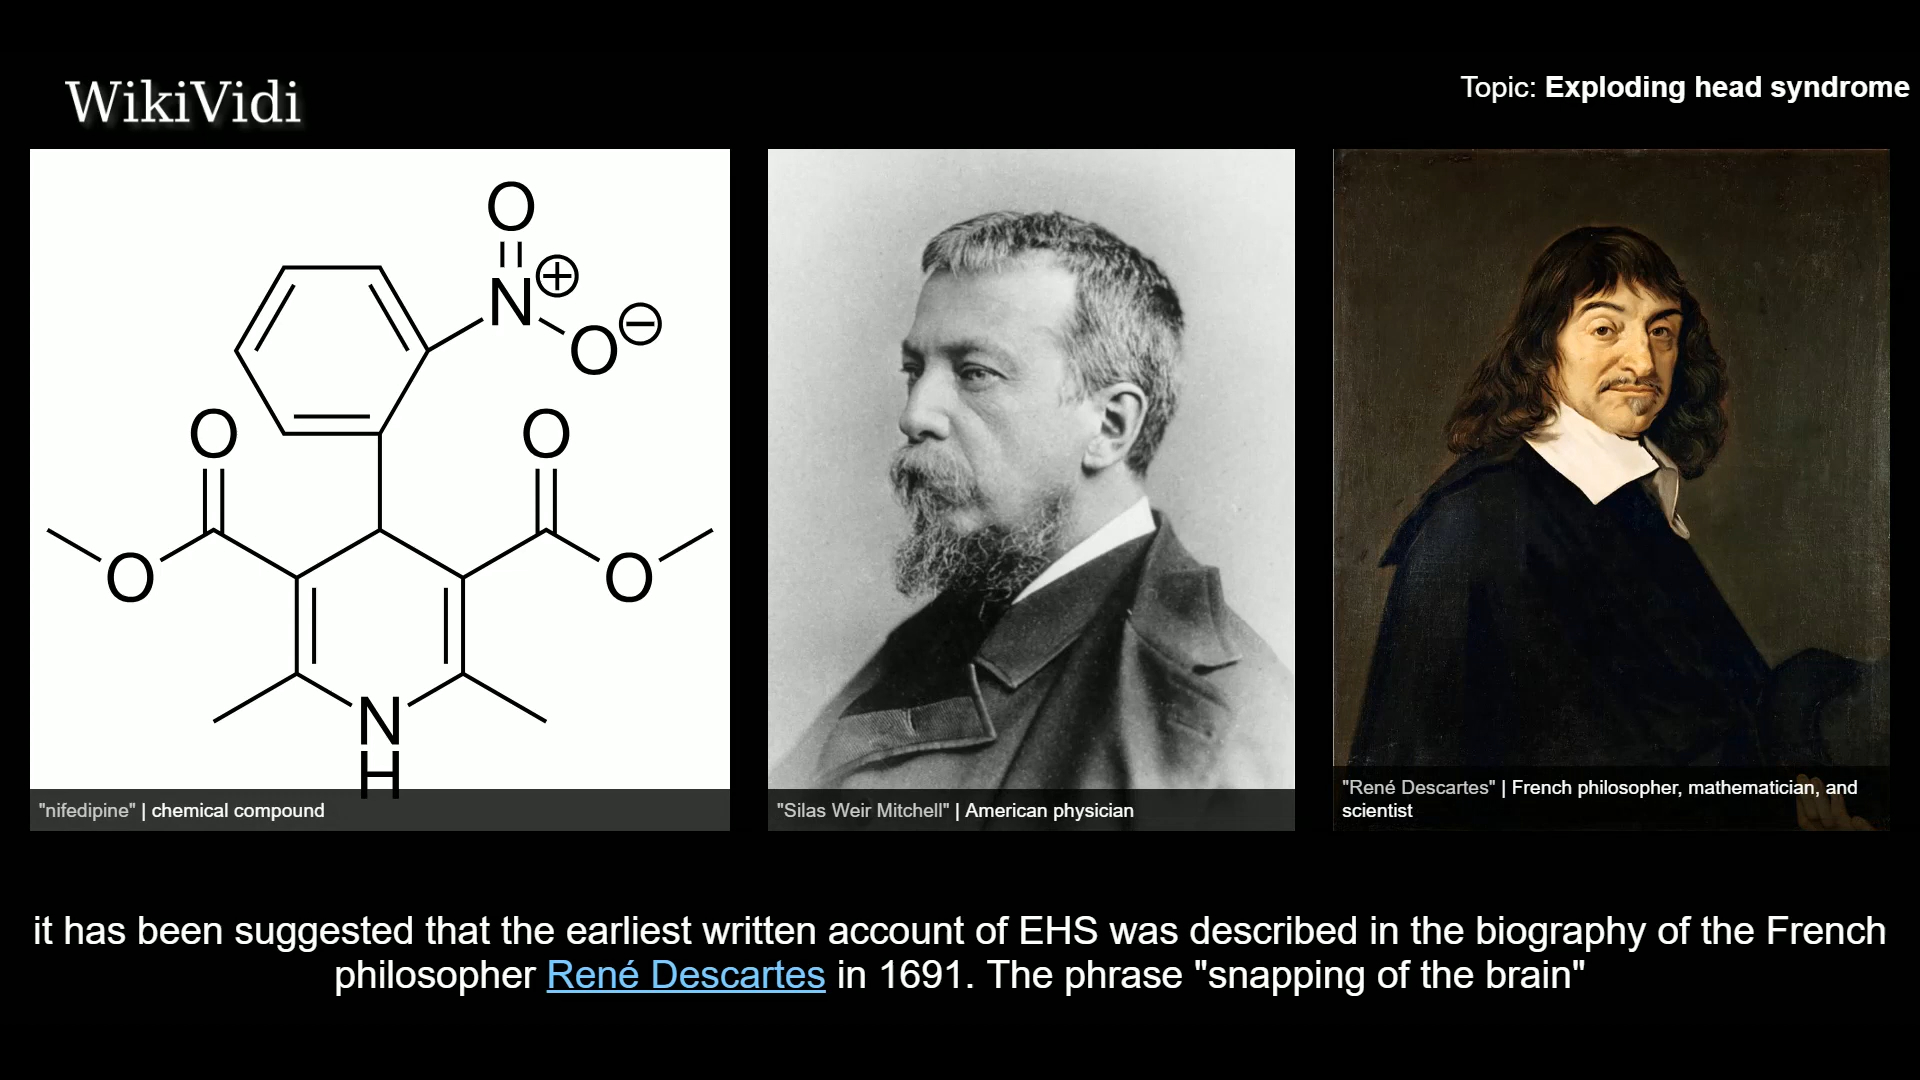 WikiVidi
Topic: Exploding head syndrome
O
N⊕
O⊖
O
O
O
O
N
H
"nifedipine" | chemical compound
"Silas Weir Mitchell" | American physician
"René Descartes" | French philosopher, mathematician, and
scientist
it has been suggested that the earliest written account of EHS was described in the biography of the French
philosopher René Descartes in 1691. The phrase "snapping of the brain"